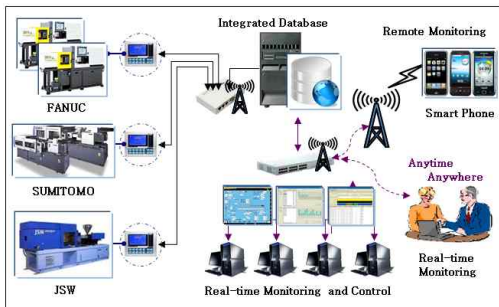 Integrated Database
Remote Monitoring
FANUC
Smart Phone
SUMITOMO
Anytime
Anywhere
JSW
Real-time Monitoring and Control
Real-time
Monitoring